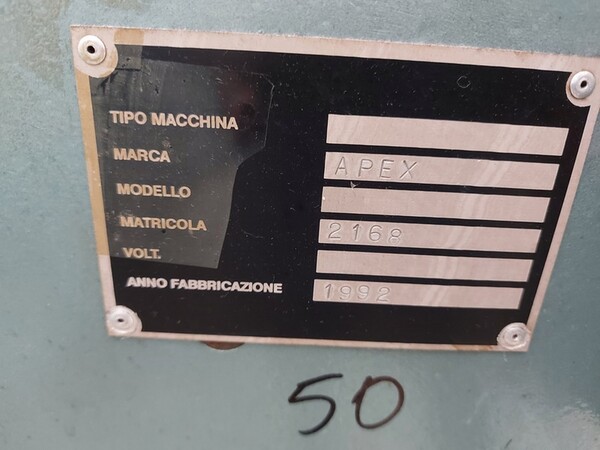 TIPO MACCHINA
MARCA APEX
MODELLO
MATRICOLA 2168
VOLT.
ANNO FABBRICAZIONE 1992
50